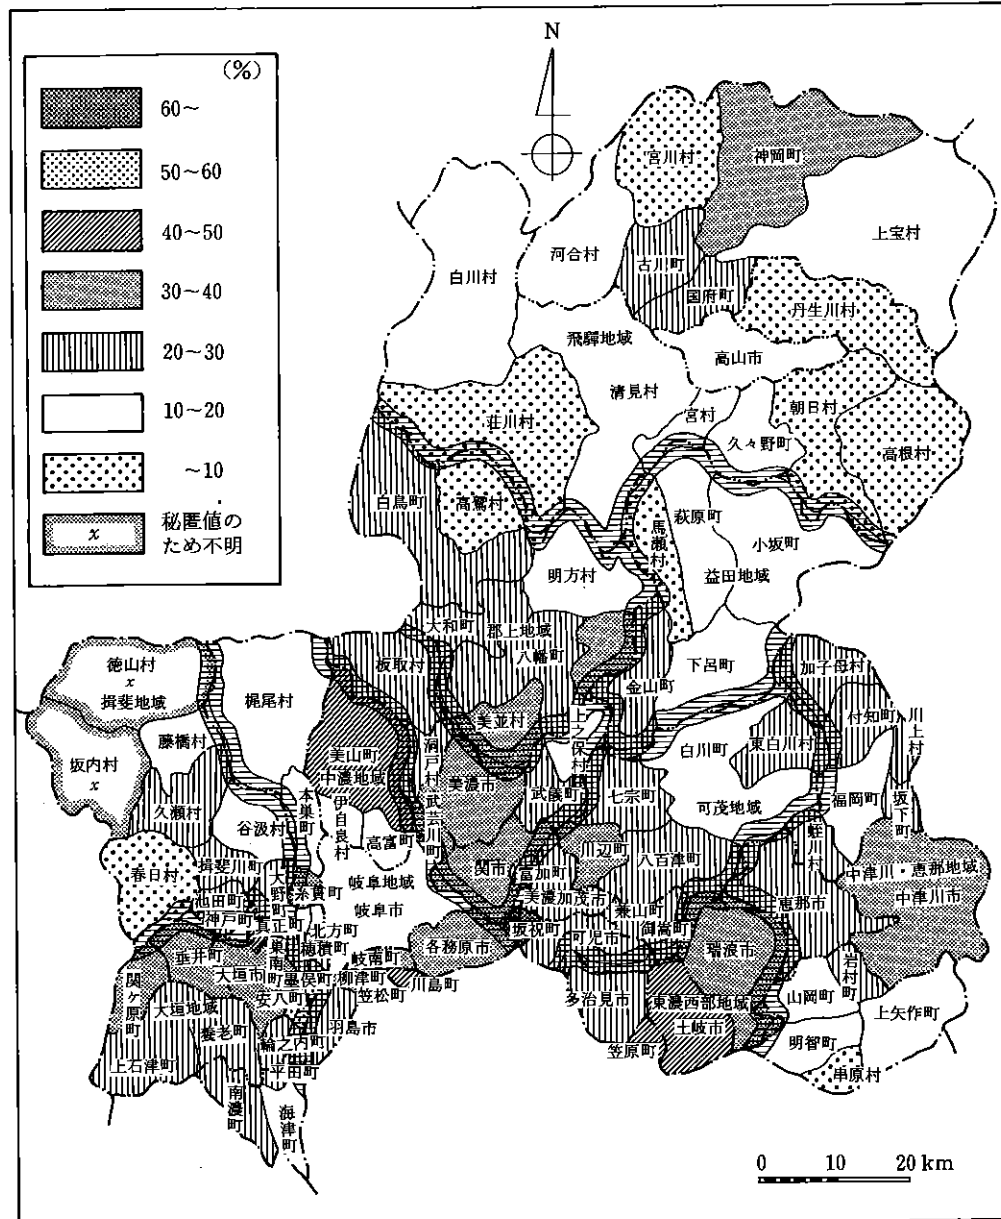 N
(%)
60~
50~60
40~50
30~40
20~30
10~20
~10
x
秘匿値の
ため不明
宮川村
神岡町
上宝村
河合村
白川村
古川町
国府町
丹生川村
飛驒地域
高山市
清見村
荘川村
宮村
久々野町
朝日村
高根村
白鳥町
高鷲村
馬瀬村
萩原町
小坂町
明方村
益田地域
大和町
郡上地域
八幡町
徳山村
x
揖斐地域
板取村
金山町
下呂町
加子母村
梶尾村
藤橋村
美並村
上之保村
付知町
川上村
坂内村
x
美山町
中濃地域
洞戸村
美濃市
武儀町
七宗町
白川町
東白川村
久瀬村
本巣町
伊自良村
武芸川町
可茂地域
福岡町
坂下町
谷汲村
高富町
関市
川辺町
八百津町
蛭川村
中津川・恵那地域
中津川市
春日村
揖斐川町
大野町
糸貫町
岐阜地域
富加町
池田町
岐阜市
美濃加茂市
兼山町
恵那市
神戸町
真正町
北方町
穂積町
各務原市
坂祝町
可児市
御嵩町
瑞浪市
関ヶ原町
垂井町
大垣市
巣南町
墨俣町
岐南町
柳津町
川島町
笠松町
岩村町
安八町
大垣地域
養老町
羽島市
多治見市
東濃西部地域
山岡町
上矢作町
土岐市
上石津町
輪之内町
平田町
笠原町
明智町
串原村
南濃町
海津町
0 10 20 km